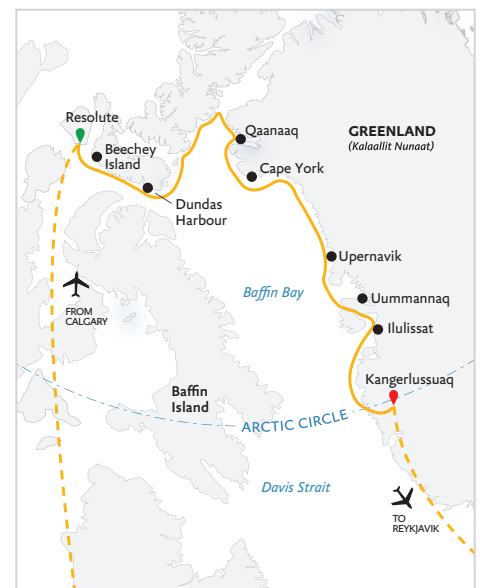 Resolute
Qaanaaq
GREENLAND
(Kalaallit Nunaat)
Beechey
Island
Cape York
Dundas
Harbour
Upernavik
Baffin Bay
Uummannaq
FROM
CALGARY
Ilulissat
Kangerlussuaq
Baffin
Island
ARCTIC CIRCLE
Davis Strait
TO
REYKJAVIK